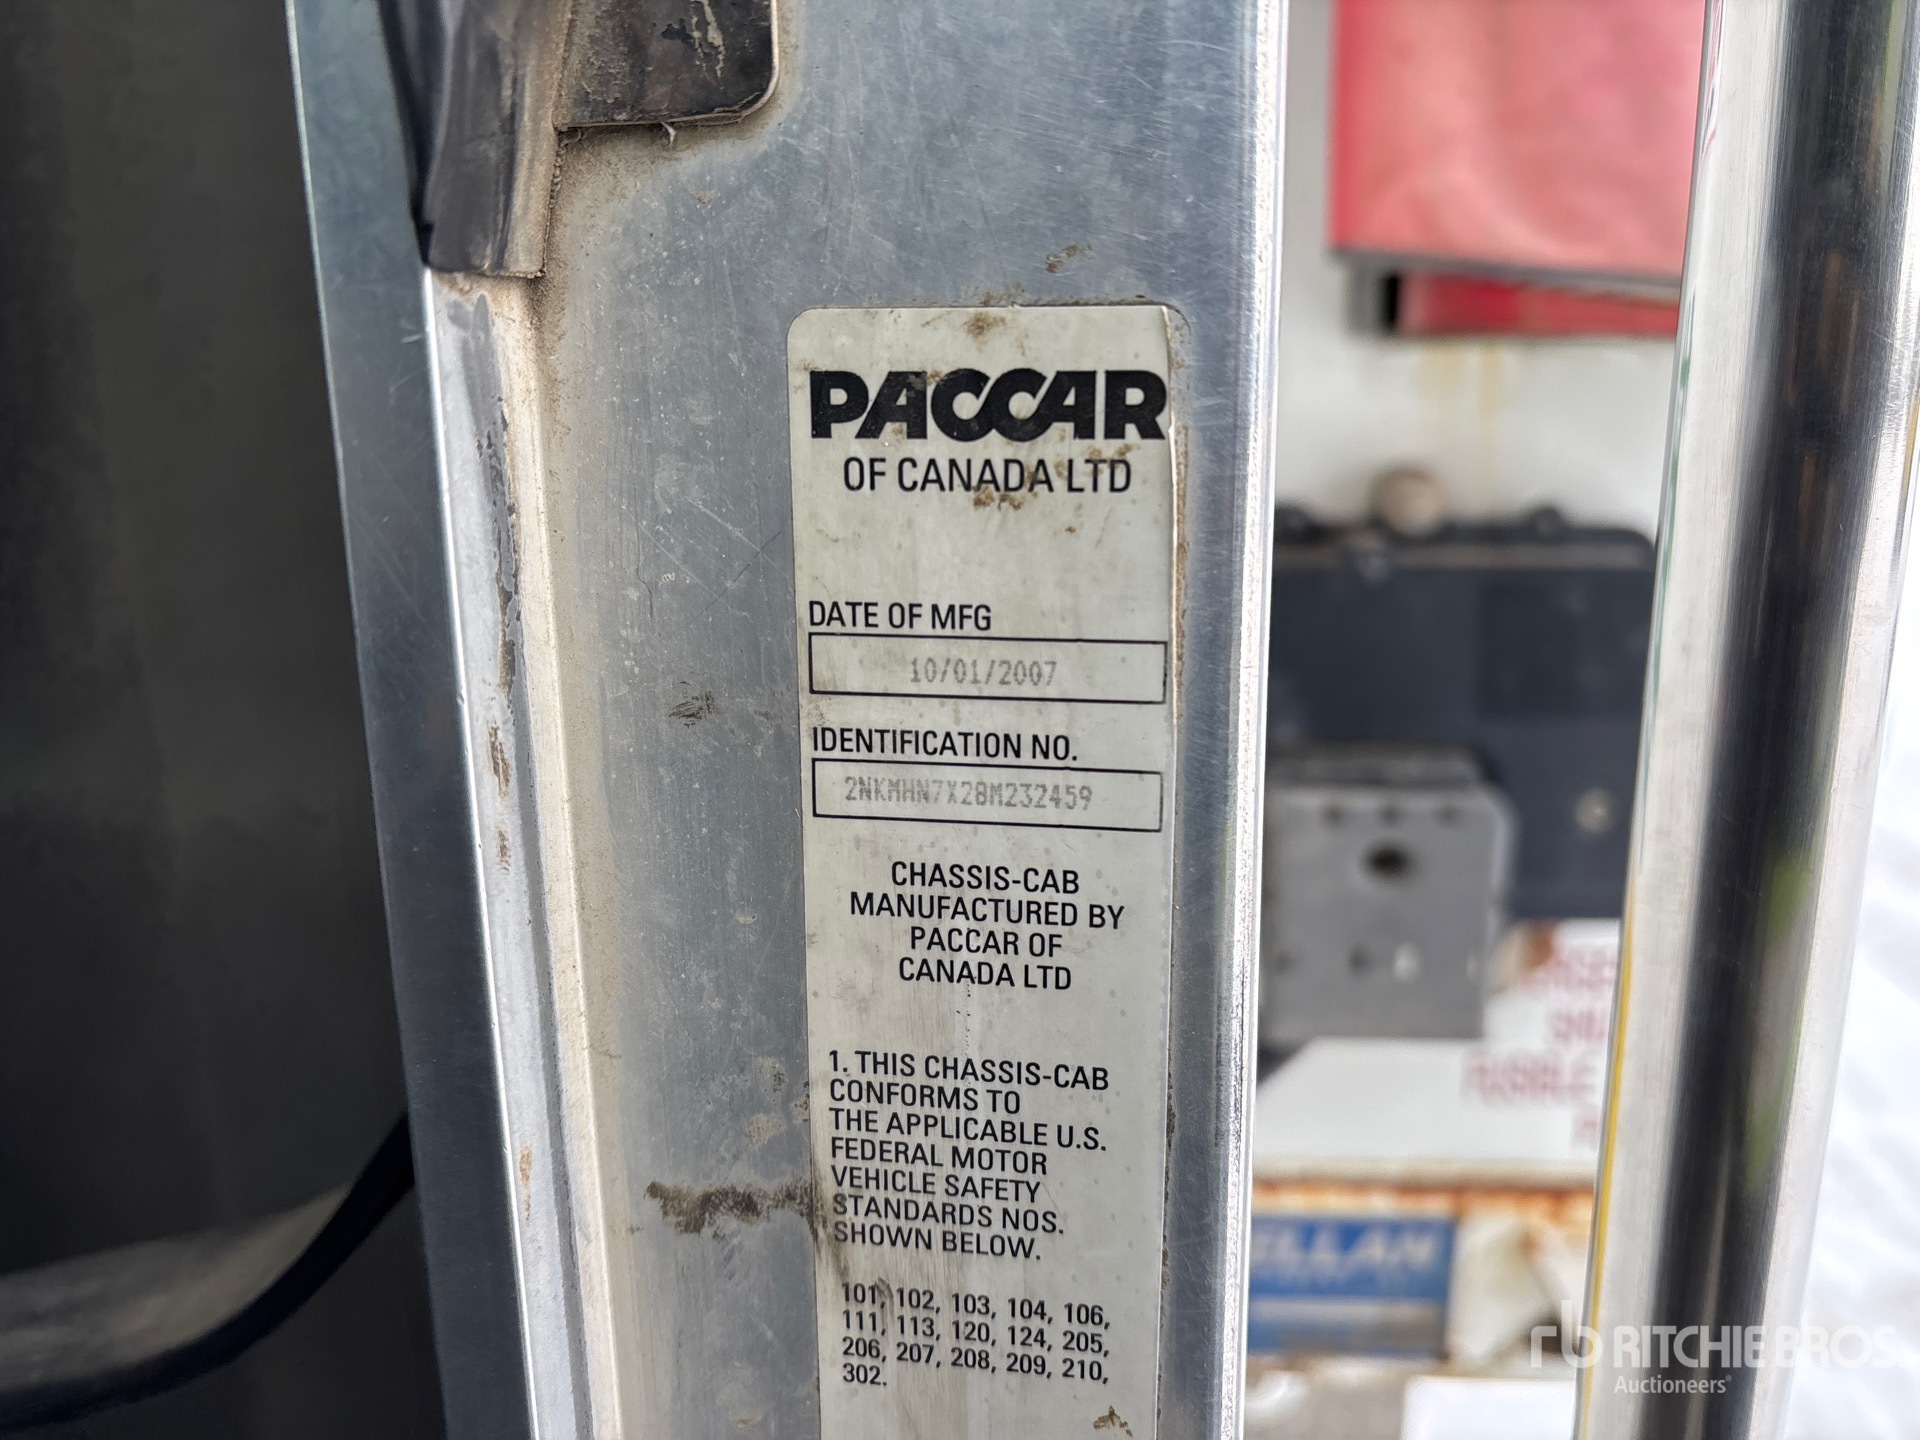 PACCAR
OF CANADA LTD
DATE OF MFG
10/01/2007
IDENTIFICATION NO.
2NKMHN7X28M232459
CHASSIS-CAB
MANUFACTURED BY
PACCAR OF
CANADA LTD
1. THIS CHASSIS-CAB
CONFORMS TO
THE APPLICABLE U.S.
FEDERAL MOTOR
VEHICLE SAFETY
STANDARDS NOS.
SHOWN BELOW.
101, 102, 103, 104, 106,
111, 113, 120, 124, 205,
206, 207, 208, 209, 210,
302.
FUSIBLE
rb RITCHIE BROS.
Auctioneers